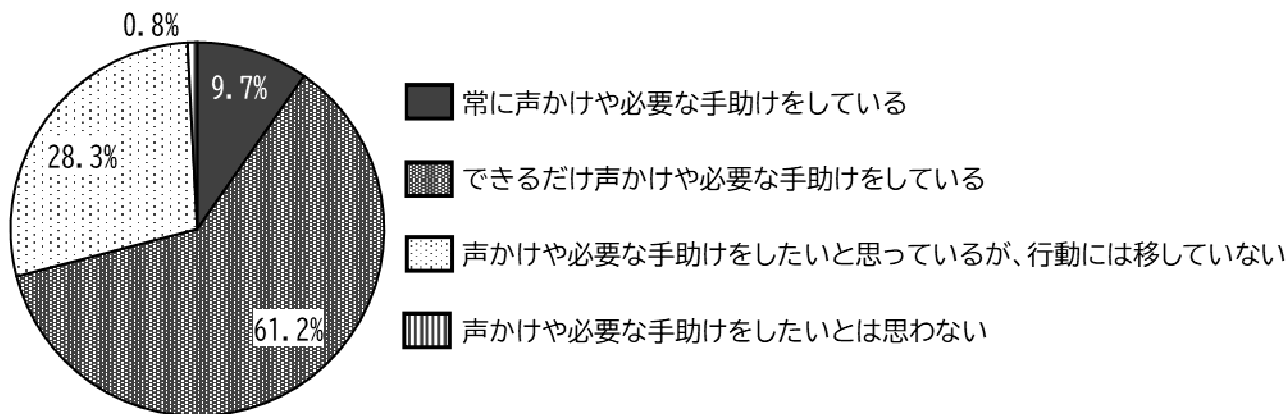 0.8%
9.7%
28.3%
61.2%
常に声かけや必要な手助けをしている
できるだけ声かけや必要な手助けをしている
声かけや必要な手助けをしたいと思っているが、行動には移していない
声かけや必要な手助けをしたいとは思わない